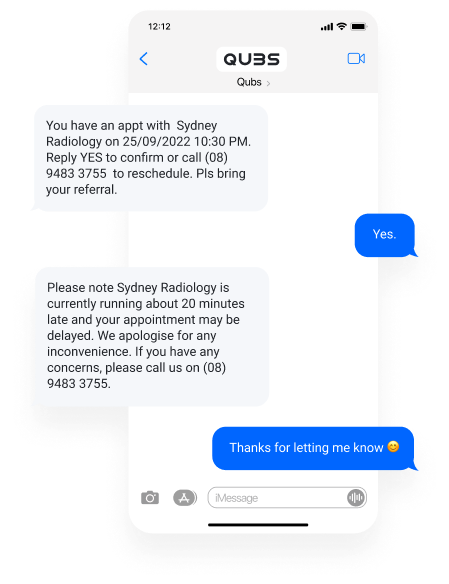 12:12
QUBS
Qubs
You have an appt with Sydney
Radiology on 25/09/2022 10:30 PM.
Reply YES to confirm or call (08)
9483 3755 to reschedule. Pls bring
your referral.
Yes.
Please note Sydney Radiology is
currently running about 20 minutes
late and your appointment may be
delayed. We apologise for any
inconvenience. If you have any
concerns, please call us on (08)
9483 3755.
Thanks for letting me know 😊
iMessage